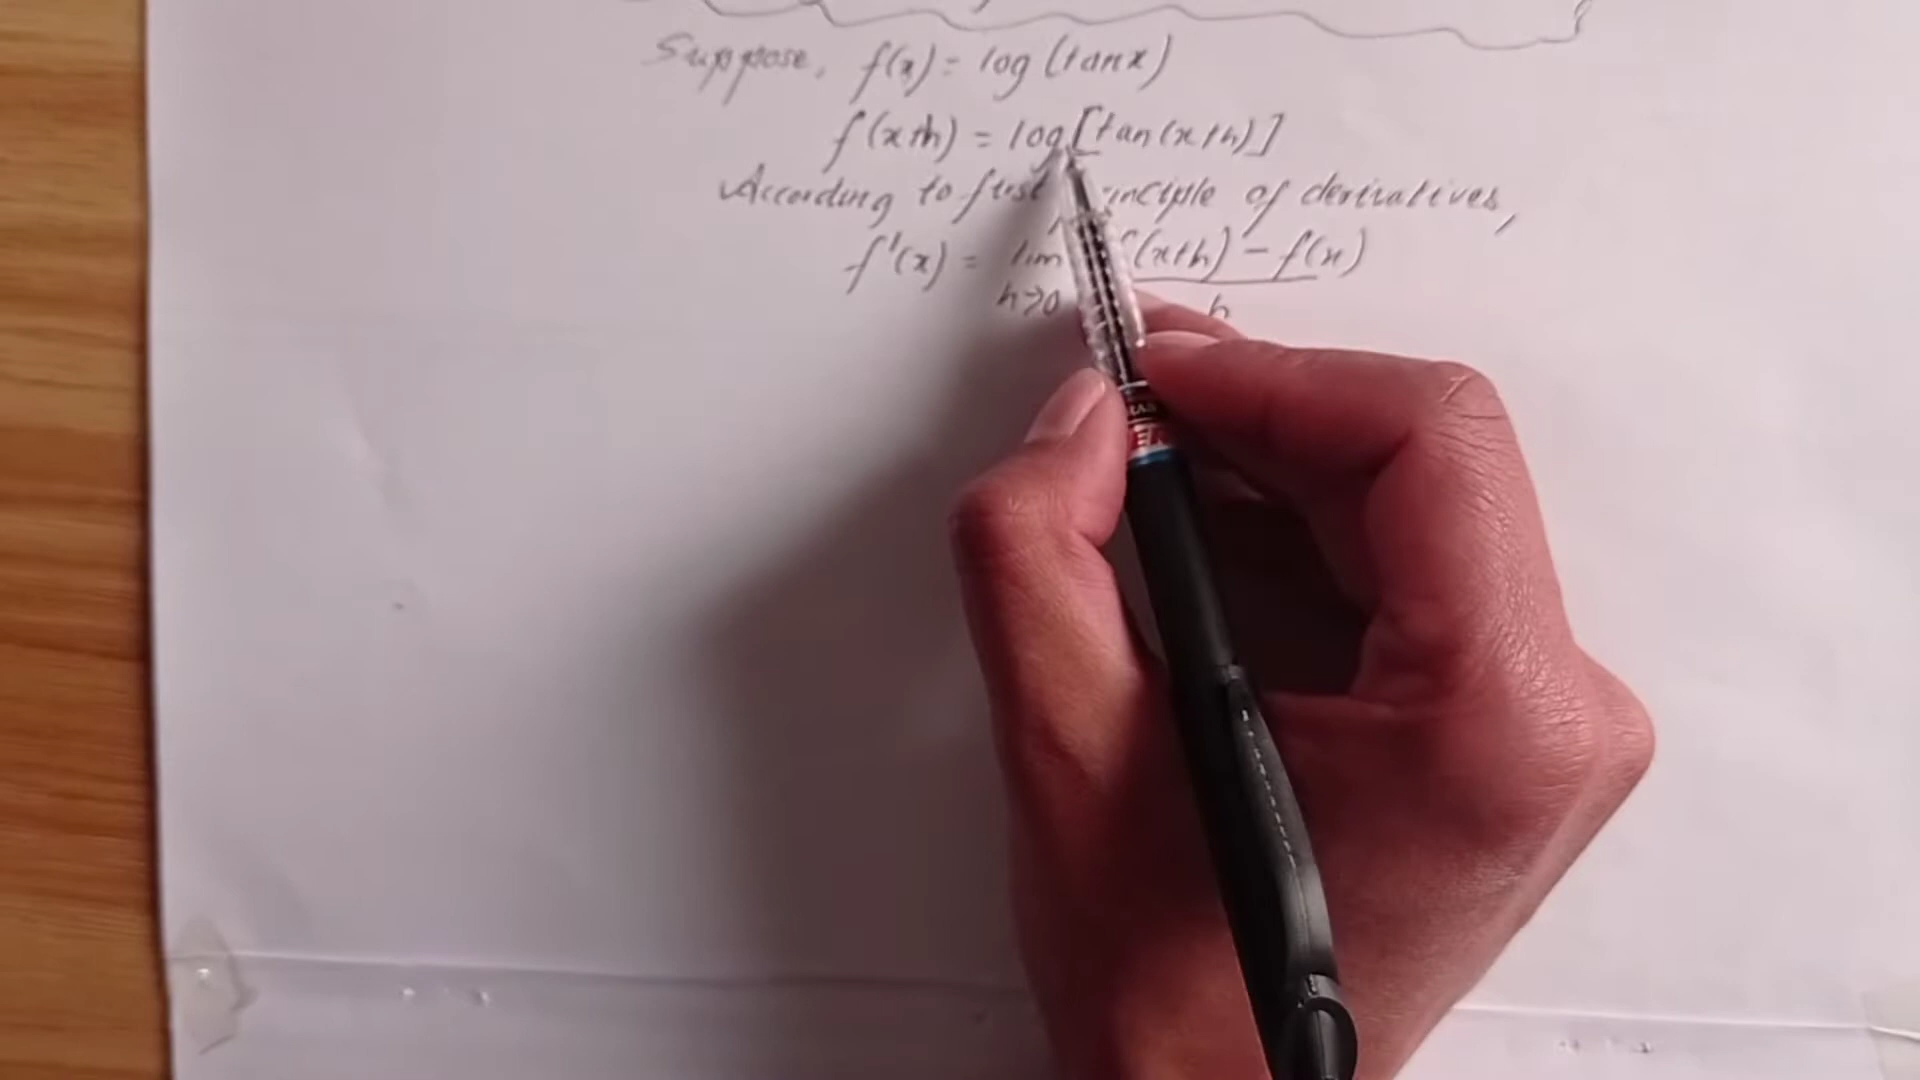 Suppose, f(x) = log (tanx)
f(x+h) = log [tan(x+h)]
According to first principle of derivatives,
f'(x) = lim f(x+h) - f(x)
h→0 h